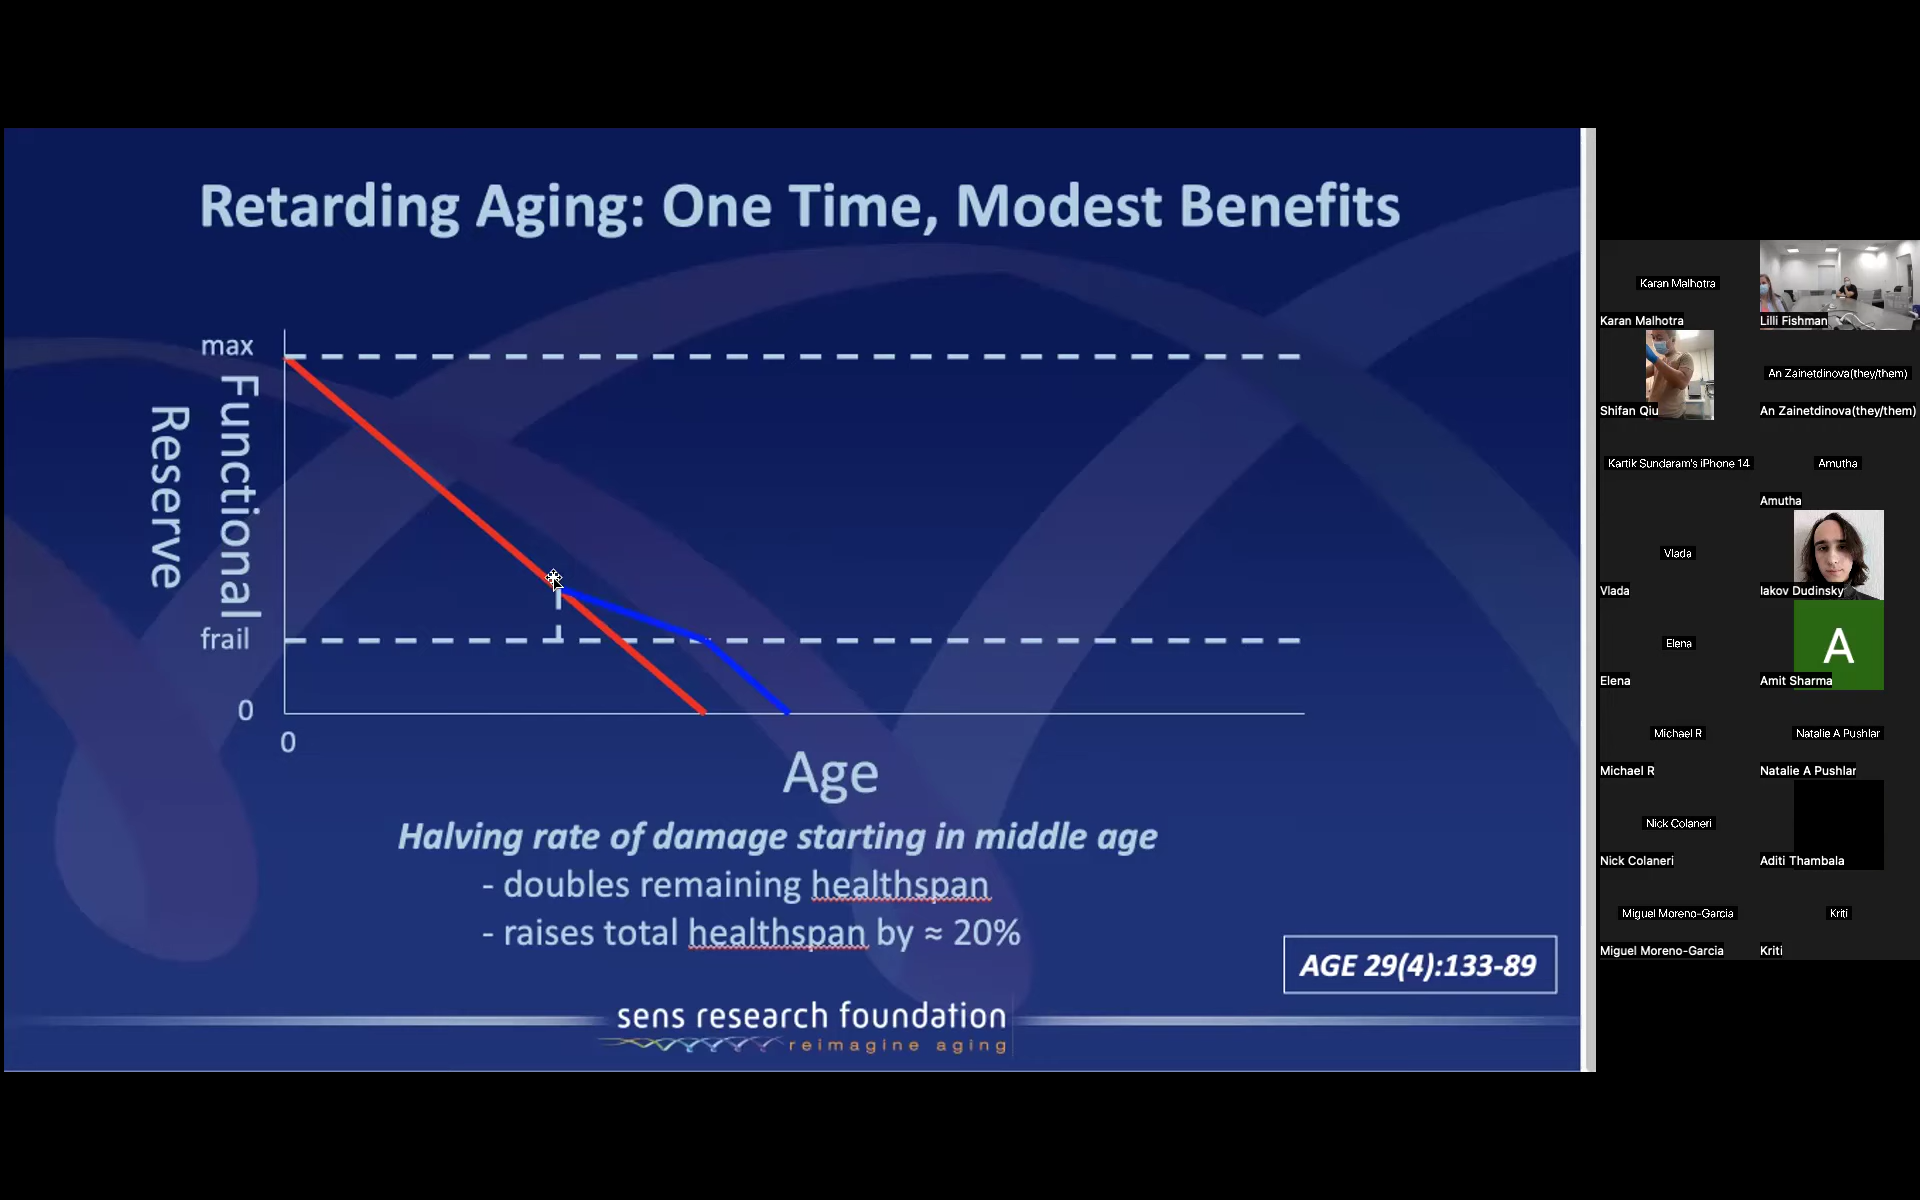 Retarding Aging: One Time, Modest Benefits
max
Functional
Reserve
frail
0
0
Age
Halving rate of damage starting in middle age
- doubles remaining healthspan
- raises total healthspan by ≈ 20%
AGE 29(4):133-89
sens research foundation
reimagine aging
Karan Malhotra
Karan Malhotra
Lilli Fishman
Shifan Qiu
An Zainetdinova(they/them)
An Zainetdinova(they/them)
Kartik Sundaram's iPhone 14
Amutha
Amutha
Vlada
Vlada
Iakov Dudinsky
Elena
Elena
A
Amit Sharma
Michael R
Michael R
Natalie A Pushlar
Natalie A Pushlar
Nick Colaneri
Nick Colaneri
Aditi Thambala
Miguel Moreno-Garcia
Miguel Moreno-Garcia
Kriti
Kriti